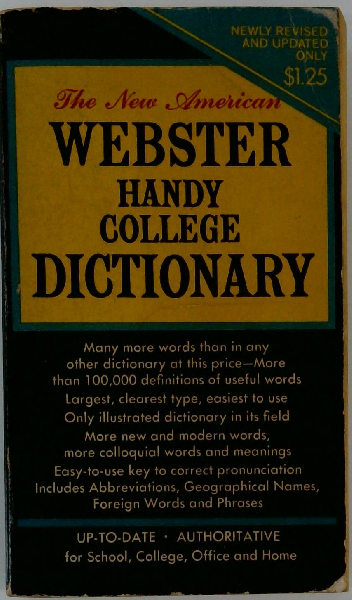 NEWLY REVISED
AND UPDATED
ONLY
$1.25
The New American
WEBSTER
HANDY
COLLEGE
DICTIONARY
Many more words than in any
other dictionary at this price—More
than 100,000 definitions of useful words
Largest, clearest type, easiest to use
Only illustrated dictionary in its field
More new and modern words,
more colloquial words and meanings
Easy-to-use key to correct pronunciation
Includes Abbreviations, Geographical Names,
Foreign Words and Phrases
UP-TO-DATE · AUTHORITATIVE
for School, College, Office and Home